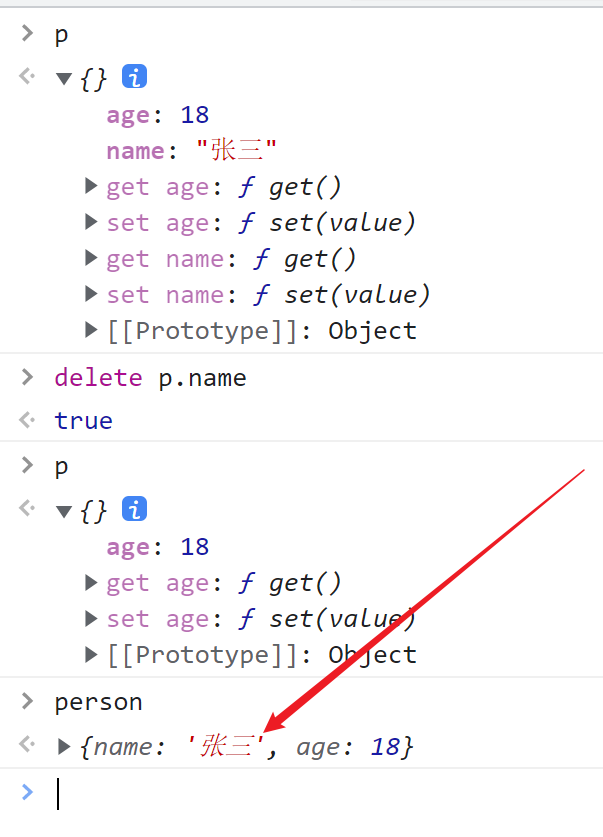 p
{} i
age: 18
name: "张三"
get age: ƒ get()
set age: ƒ set(value)
get name: ƒ get()
set name: ƒ set(value)
[[Prototype]]: Object
delete p.name
true
p
{} i
age: 18
get age: ƒ get()
set age: ƒ set(value)
[[Prototype]]: Object
person
{name: '张三', age: 18}